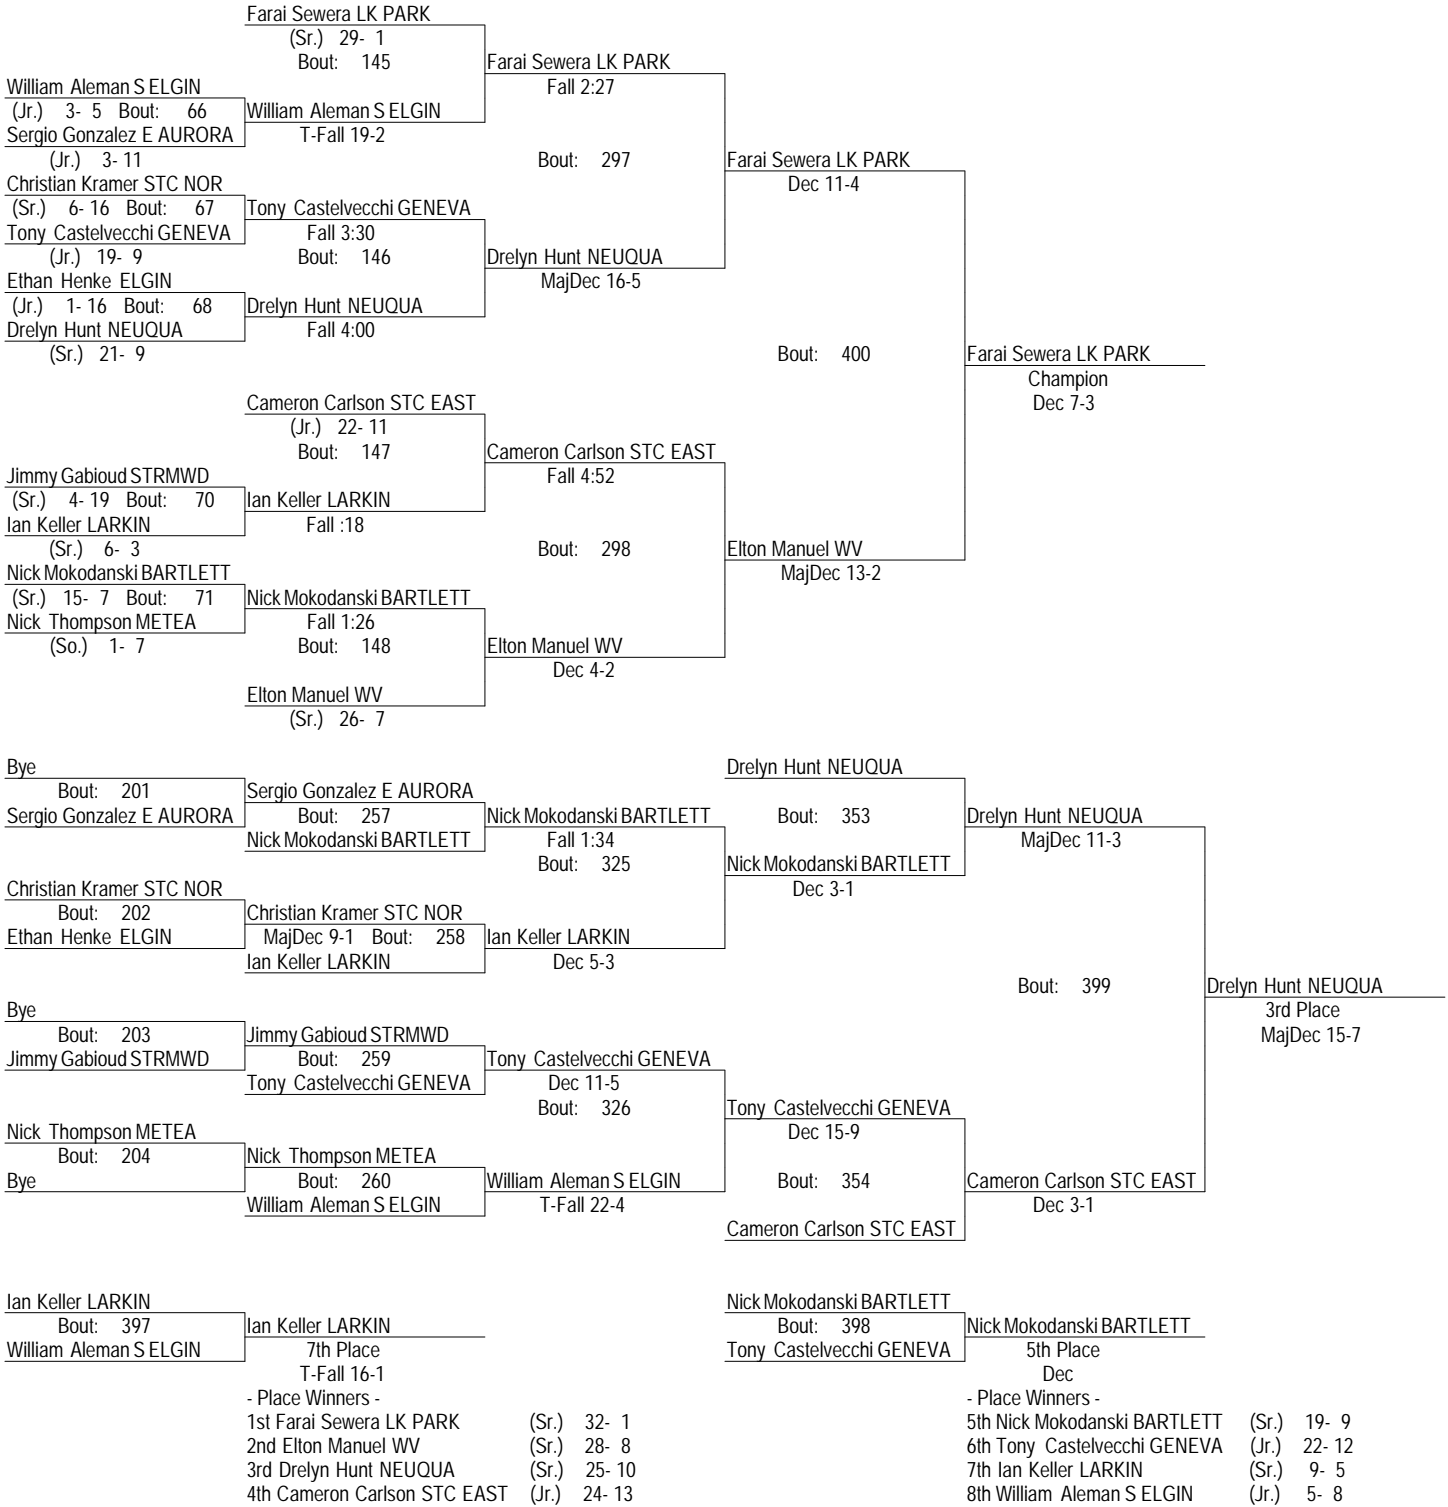 Farai Sewera LK PARK
(Sr.) 29- 1
Bout: 145 Farai Sewera LK PARK
William Aleman S ELGIN Fall 2:27
(Jr.) 3- 5 Bout: 66 William Aleman S ELGIN
Sergio Gonzalez E AURORA T-Fall 19-2
(Jr.) 3- 11 Bout: 297 Farai Sewera LK PARK
Christian Kramer STC NOR Dec 11-4
(Sr.) 6- 16 Bout: 67 Tony Castelvecchi GENEVA
Tony Castelvecchi GENEVA Fall 3:30
(Jr.) 19- 9 Bout: 146 Drelyn Hunt NEUQUA
Ethan Henke ELGIN MajDec 16-5
(Jr.) 1- 16 Bout: 68 Drelyn Hunt NEUQUA
Drelyn Hunt NEUQUA Fall 4:00
(Sr.) 21- 9 Bout: 400 Farai Sewera LK PARK
Champion
Cameron Carlson STC EAST Dec 7-3
(Jr.) 22- 11
Bout: 147 Cameron Carlson STC EAST
Jimmy Gabioud STRMWD Fall 4:52
(Sr.) 4- 19 Bout: 70 Ian Keller LARKIN
Ian Keller LARKIN Fall :18
(Sr.) 6- 3 Bout: 298 Elton Manuel WV
Nick Mokodanski BARTLETT MajDec 13-2
(Sr.) 15- 7 Bout: 71 Nick Mokodanski BARTLETT
Nick Thompson METEA Fall 1:26
(So.) 1- 7 Bout: 148 Elton Manuel WV
Dec 4-2
Elton Manuel WV
(Sr.) 26- 7
Bye Drelyn Hunt NEUQUA
Bout: 201 Sergio Gonzalez E AURORA
Sergio Gonzalez E AURORA Bout: 257 Nick Mokodanski BARTLETT Bout: 353 Drelyn Hunt NEUQUA
Nick Mokodanski BARTLETT Fall 1:34 MajDec 11-3
Bout: 325 Nick Mokodanski BARTLETT
Christian Kramer STC NOR Dec 3-1
Bout: 202 Christian Kramer STC NOR
Ethan Henke ELGIN MajDec 9-1 Bout: 258 Ian Keller LARKIN
Ian Keller LARKIN Dec 5-3
Bout: 399 Drelyn Hunt NEUQUA
Bye 3rd Place
Bout: 203 Jimmy Gabioud STRMWD MajDec 15-7
Jimmy Gabioud STRMWD Bout: 259 Tony Castelvecchi GENEVA
Tony Castelvecchi GENEVA Dec 11-5
Bout: 326 Tony Castelvecchi GENEVA
Nick Thompson METEA Dec 15-9
Bout: 204 Nick Thompson METEA
Bye Bout: 260 William Aleman S ELGIN Bout: 354 Cameron Carlson STC EAST
William Aleman S ELGIN T-Fall 22-4 Dec 3-1
Cameron Carlson STC EAST
Ian Keller LARKIN Nick Mokodanski BARTLETT
Bout: 397 Ian Keller LARKIN Bout: 398 Nick Mokodanski BARTLETT
William Aleman S ELGIN 7th Place Tony Castelvecchi GENEVA 5th Place
T-Fall 16-1 Dec
- Place Winners - - Place Winners -
1st Farai Sewera LK PARK (Sr.) 32- 1 5th Nick Mokodanski BARTLETT (Sr.) 19- 9
2nd Elton Manuel WV (Sr.) 28- 8 6th Tony Castelvecchi GENEVA (Jr.) 22- 12
3rd Drelyn Hunt NEUQUA (Sr.) 25- 10 7th Ian Keller LARKIN (Sr.) 9- 5
4th Cameron Carlson STC EAST (Jr.) 24- 13 8th William Aleman S ELGIN (Jr.) 5- 8